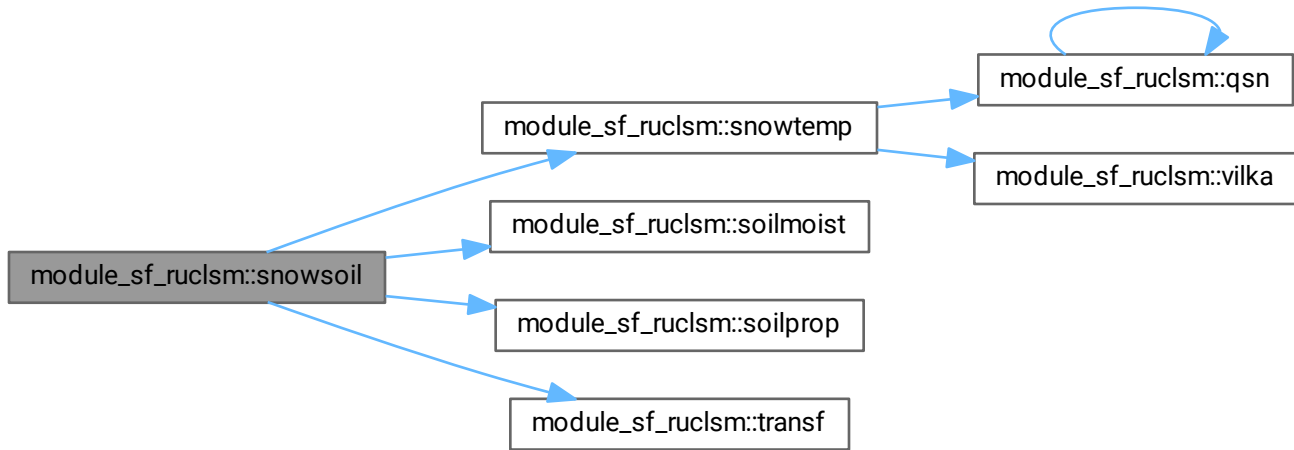 module_sf_ruclsm::snowsoil
module_sf_ruclsm::snowtemp
module_sf_ruclsm::qsn
module_sf_ruclsm::vilka
module_sf_ruclsm::soilmoist
module_sf_ruclsm::soilprop
module_sf_ruclsm::transf